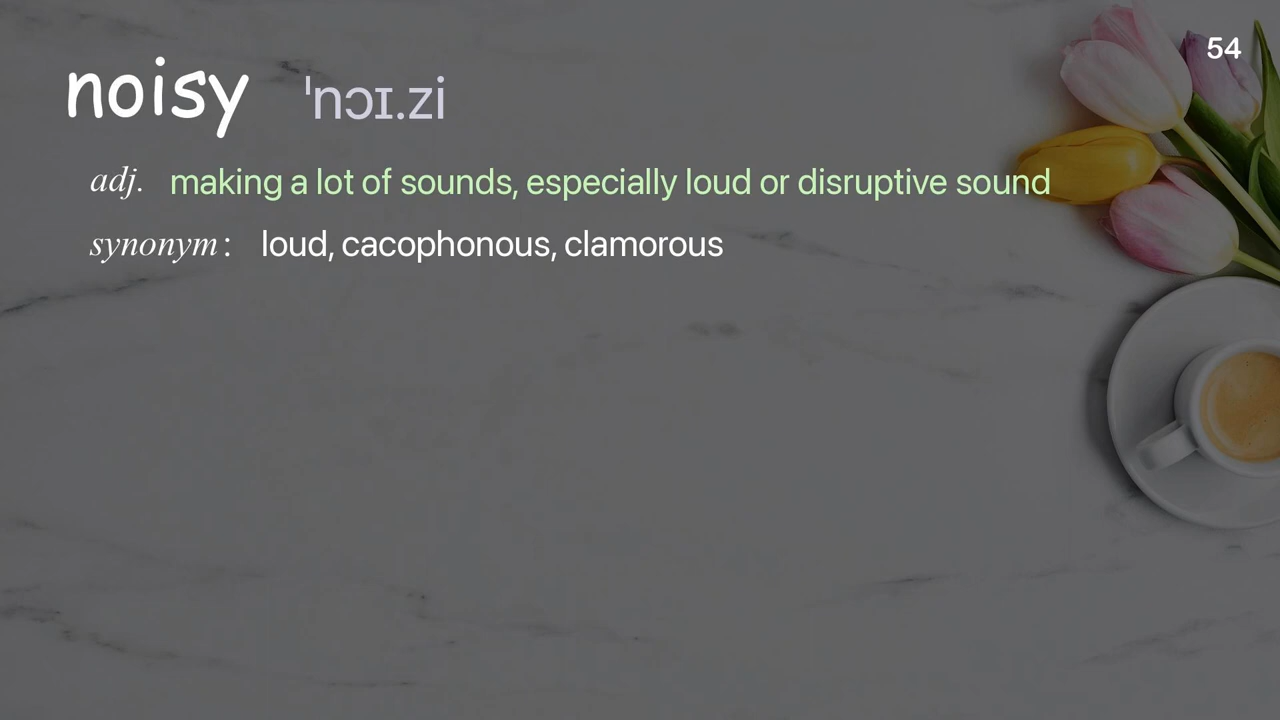 54
noisy ˈnɔɪ.zi
adj. making a lot of sounds, especially loud or disruptive sound
synonym : loud, cacophonous, clamorous